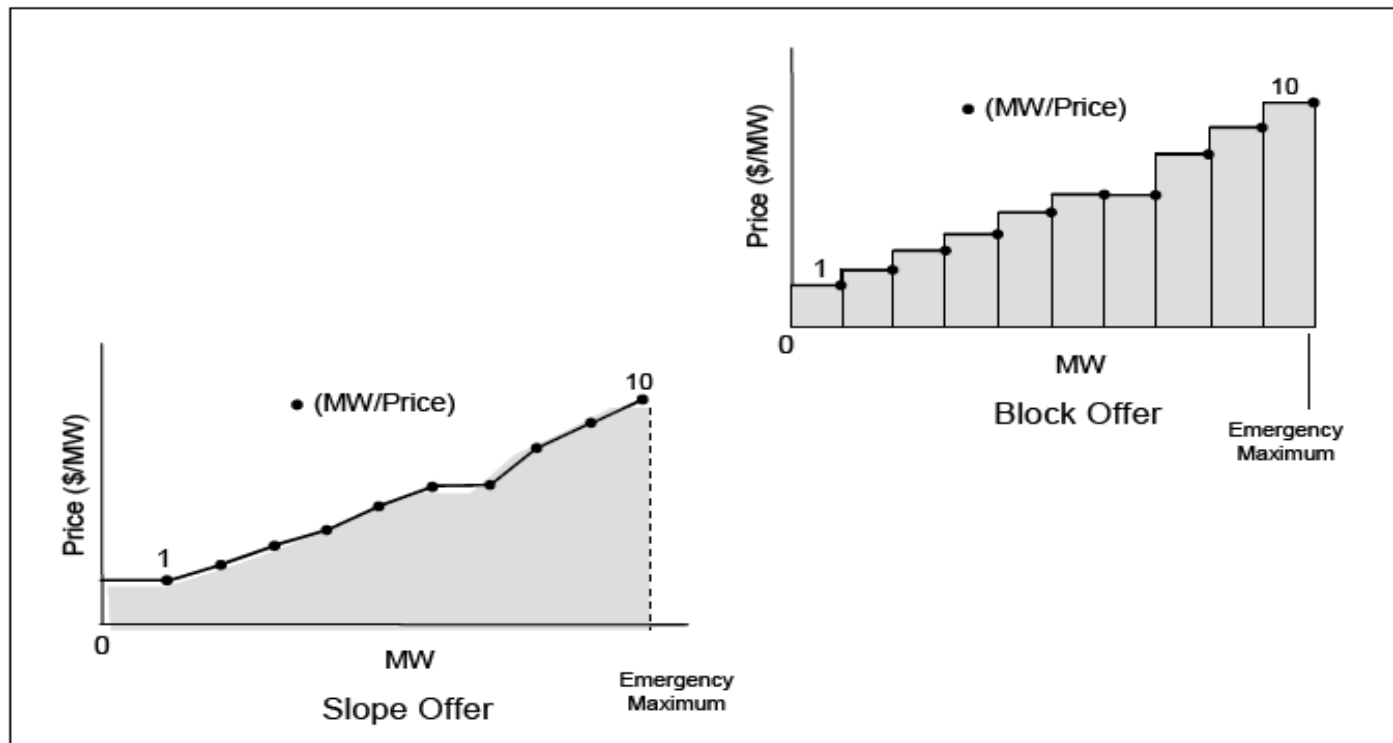 10
(MW/Price)
Price ($/MW)
1
0
MW
Block Offer
Emergency
Maximum
10
(MW/Price)
Price ($/MW)
1
0
MW
Slope Offer
Emergency
Maximum